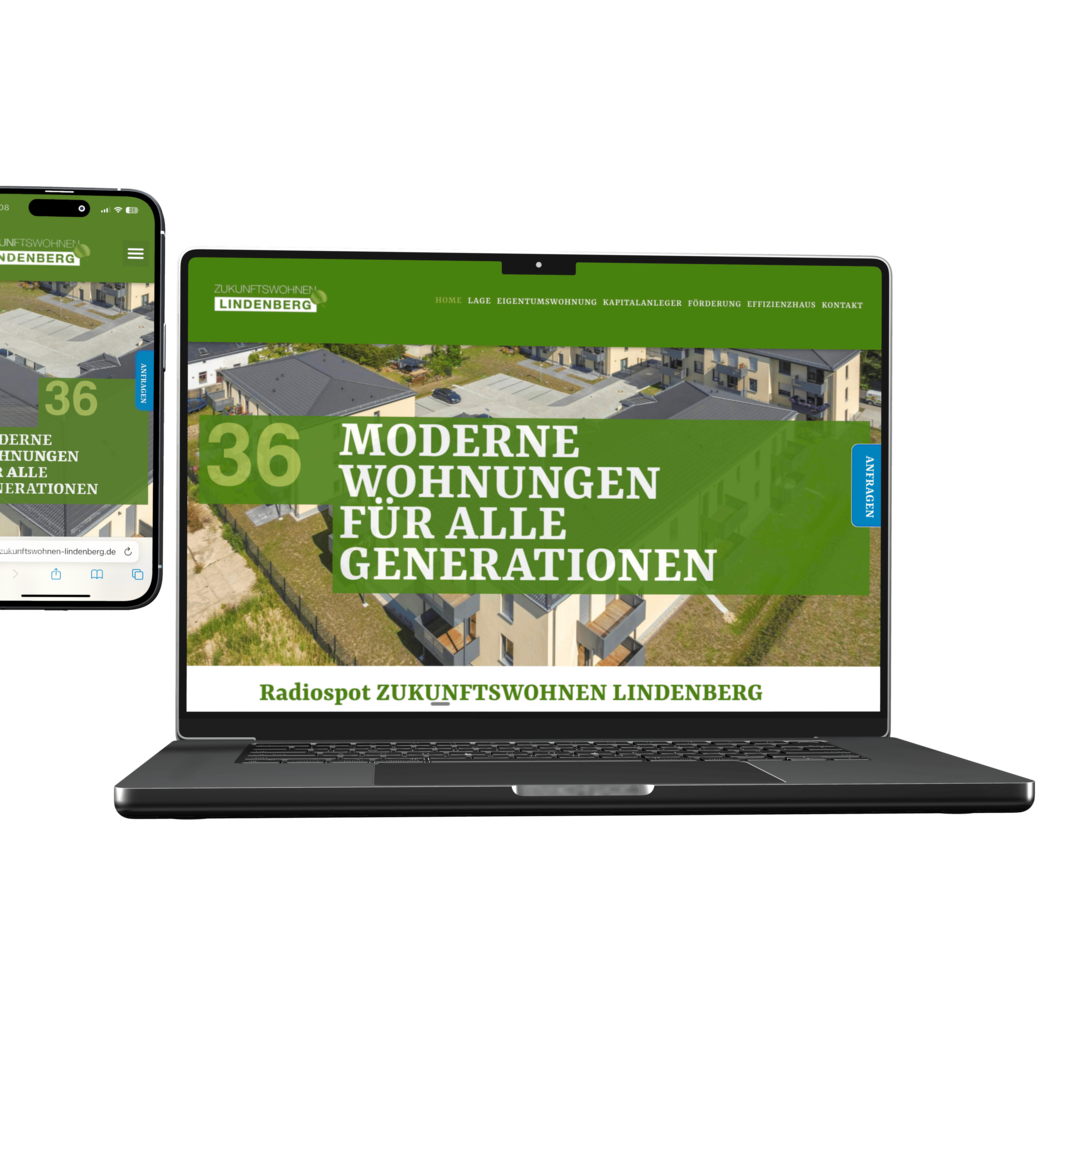 08
UNFTSWOHNEN
NDENBERG
36
DERNE
HNUNGEN
R ALLE
NERATIONEN
ANFRAGEN
zukunftswohnen-lindenberg.de
ZUKUNFTSWOHNEN
LINDENBERG
HOME LAGE EIGENTUMSWOHNUNG KAPITALANLEGER FÖRDERUNG EFFIZIENZHAUS KONTAKT
36
MODERNE
WOHNUNGEN
FÜR ALLE
GENERATIONEN
ANFRAGEN
Radiospot ZUKUNFTSWOHNEN LINDENBERG